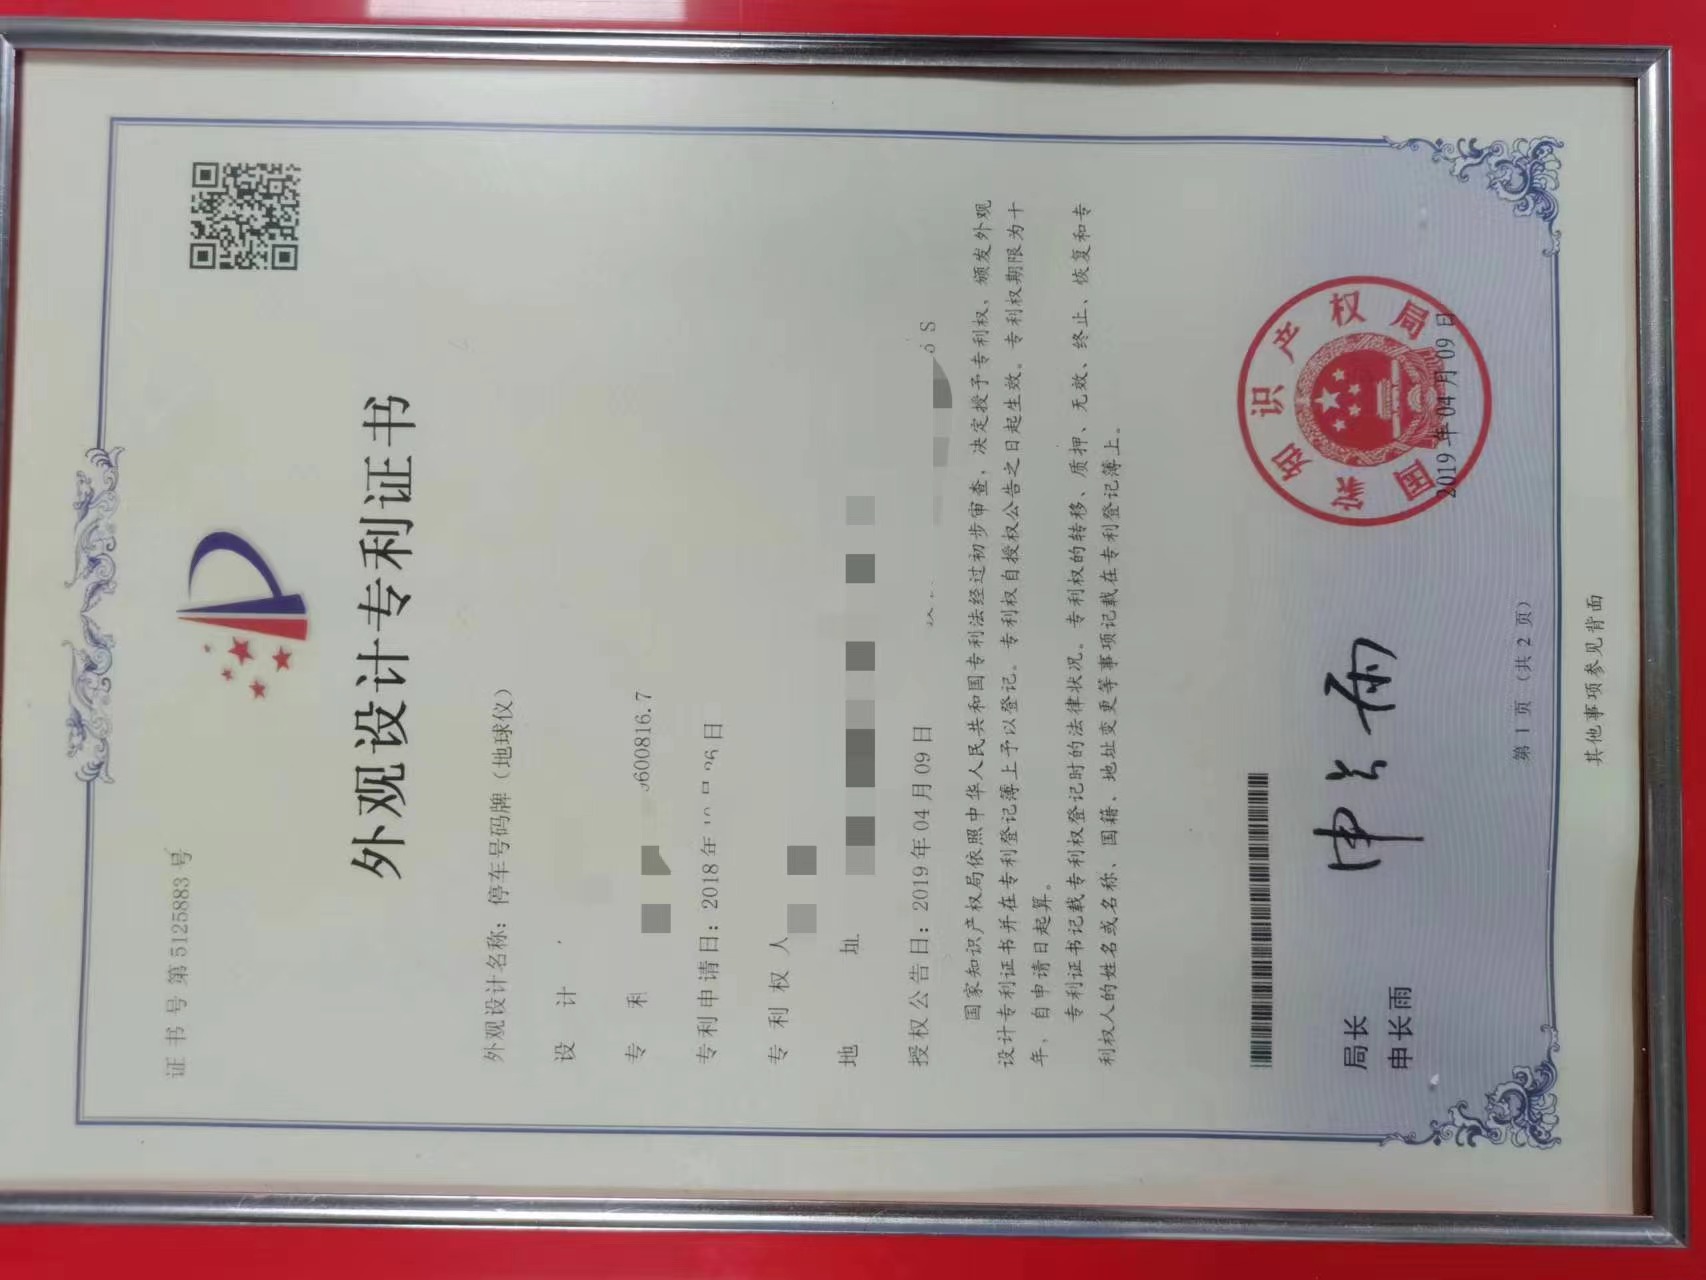 证书号第5125883号
外观设计专利证书
外观设计名称：停车号码牌（地球仪）
设 计
专 利 600816.7
专利申请日：2018年 日
专 利 权 人
地 址
授权公告日：2019年04月09日 S
国家知识产权局依照中华人民共和国专利法经过初步审查，决定授予专利权，颁发外观
设计专利证书并在专利登记簿上予以登记。专利权自授权公告之日起生效。专利权期限为十
年，自申请日起算。
专利证书记载专利权登记时的法律状况。专利权的转移、质押、无效、终止、恢复和专
利权人的姓名或名称、国籍、地址变更等事项记载在专利登记簿上。
局长
申长雨
申长雨
国家知识产权局
2019年04月09日
第 1 页（共 2 页）
其他事项参见背面